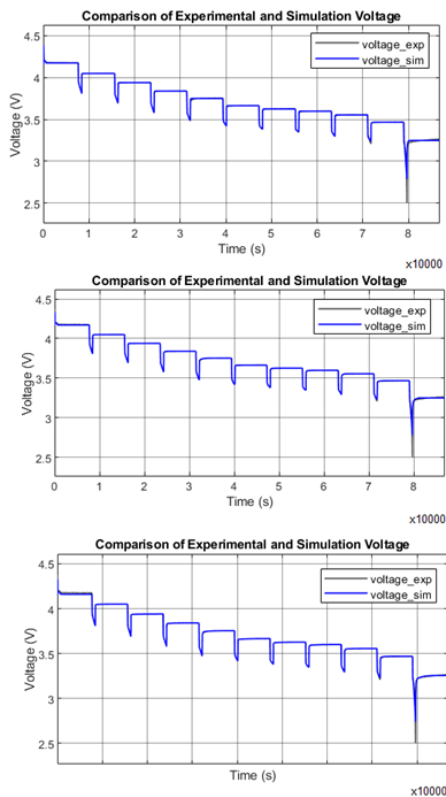 Comparison of Experimental and Simulation Voltage
4.5
4
3.5
3
2.5
Voltage (V)
voltage_exp
voltage_sim
0 1 2 3 4 5 6 7 8
Time (s)
x10000
Comparison of Experimental and Simulation Voltage
4.5
4
3.5
3
2.5
Voltage (V)
voltage_exp
voltage_sim
0 1 2 3 4 5 6 7 8
Time (s)
x10000
Comparison of Experimental and Simulation Voltage
4.5
4
3.5
3
2.5
Voltage (V)
voltage_exp
voltage_sim
Time (s)
x10000